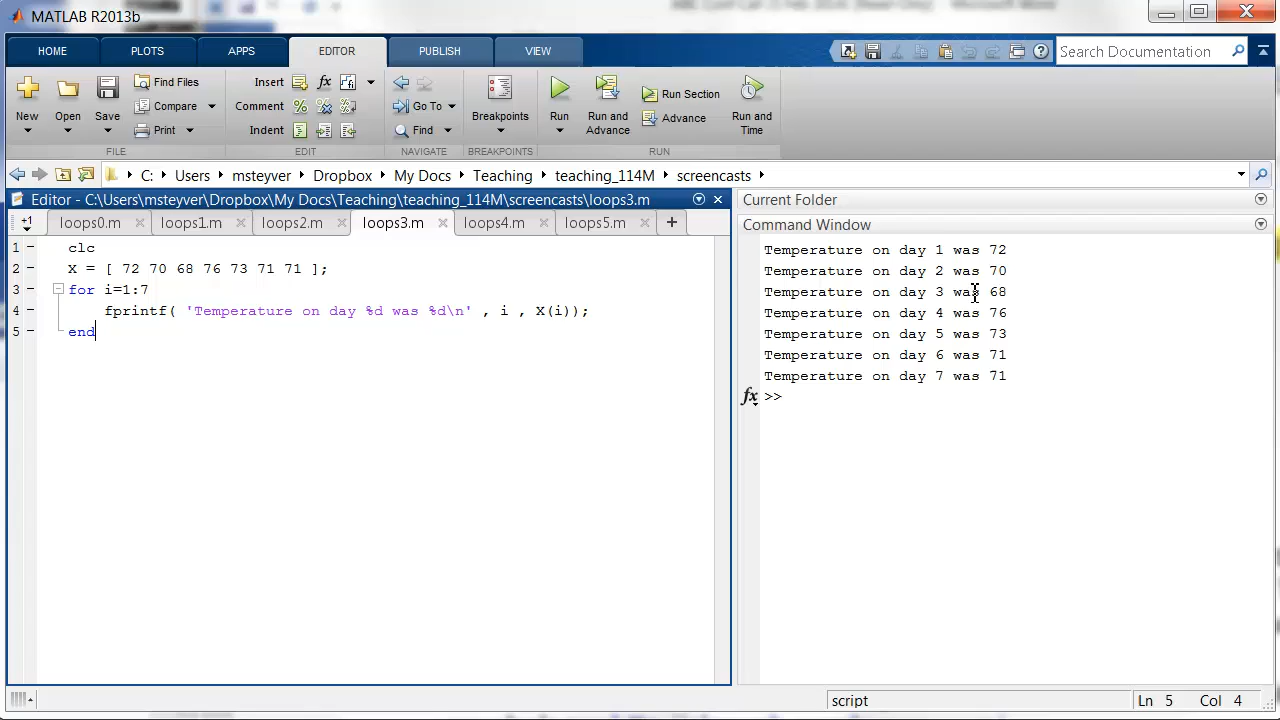 MATLAB R2013b
HOME PLOTS APPS EDITOR PUBLISH VIEW Search Documentation
New Open Save Find Files Compare Print
Insert Comment Indent fx
Go To Find
Breakpoints
Run Run and Advance Run Section Advance Run and Time
FILE EDIT NAVIGATE BREAKPOINTS RUN
C: Users msteyver Dropbox My Docs Teaching teaching_114M screencasts
Editor - C:\Users\msteyver\Dropbox\My Docs\Teaching\teaching_114M\screencasts\loops3.m
+1 loops0.m loops1.m loops2.m loops3.m loops4.m loops5.m
1 clc
2 X = [ 72 70 68 76 73 71 71 ];
3 for i=1:7
4 fprintf( 'Temperature on day %d was %d\n' , i , X(i));
5 end
Current Folder
Command Window
Temperature on day 1 was 72
Temperature on day 2 was 70
Temperature on day 3 was 68
Temperature on day 4 was 76
Temperature on day 5 was 73
Temperature on day 6 was 71
Temperature on day 7 was 71
fx >>
script Ln 5 Col 4